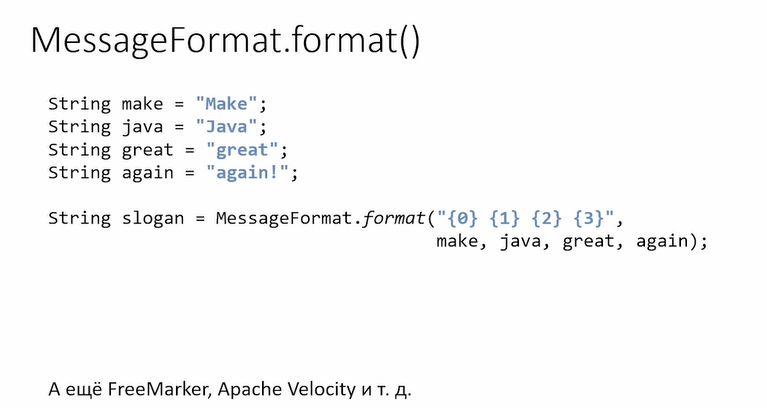 MessageFormat.format()
String make = "Make";
String java = "Java";
String great = "great";
String again = "again!";
String slogan = MessageFormat.format("{0} {1} {2} {3}",
make, java, great, again);
А ещё FreeMarker, Apache Velocity и т. д.